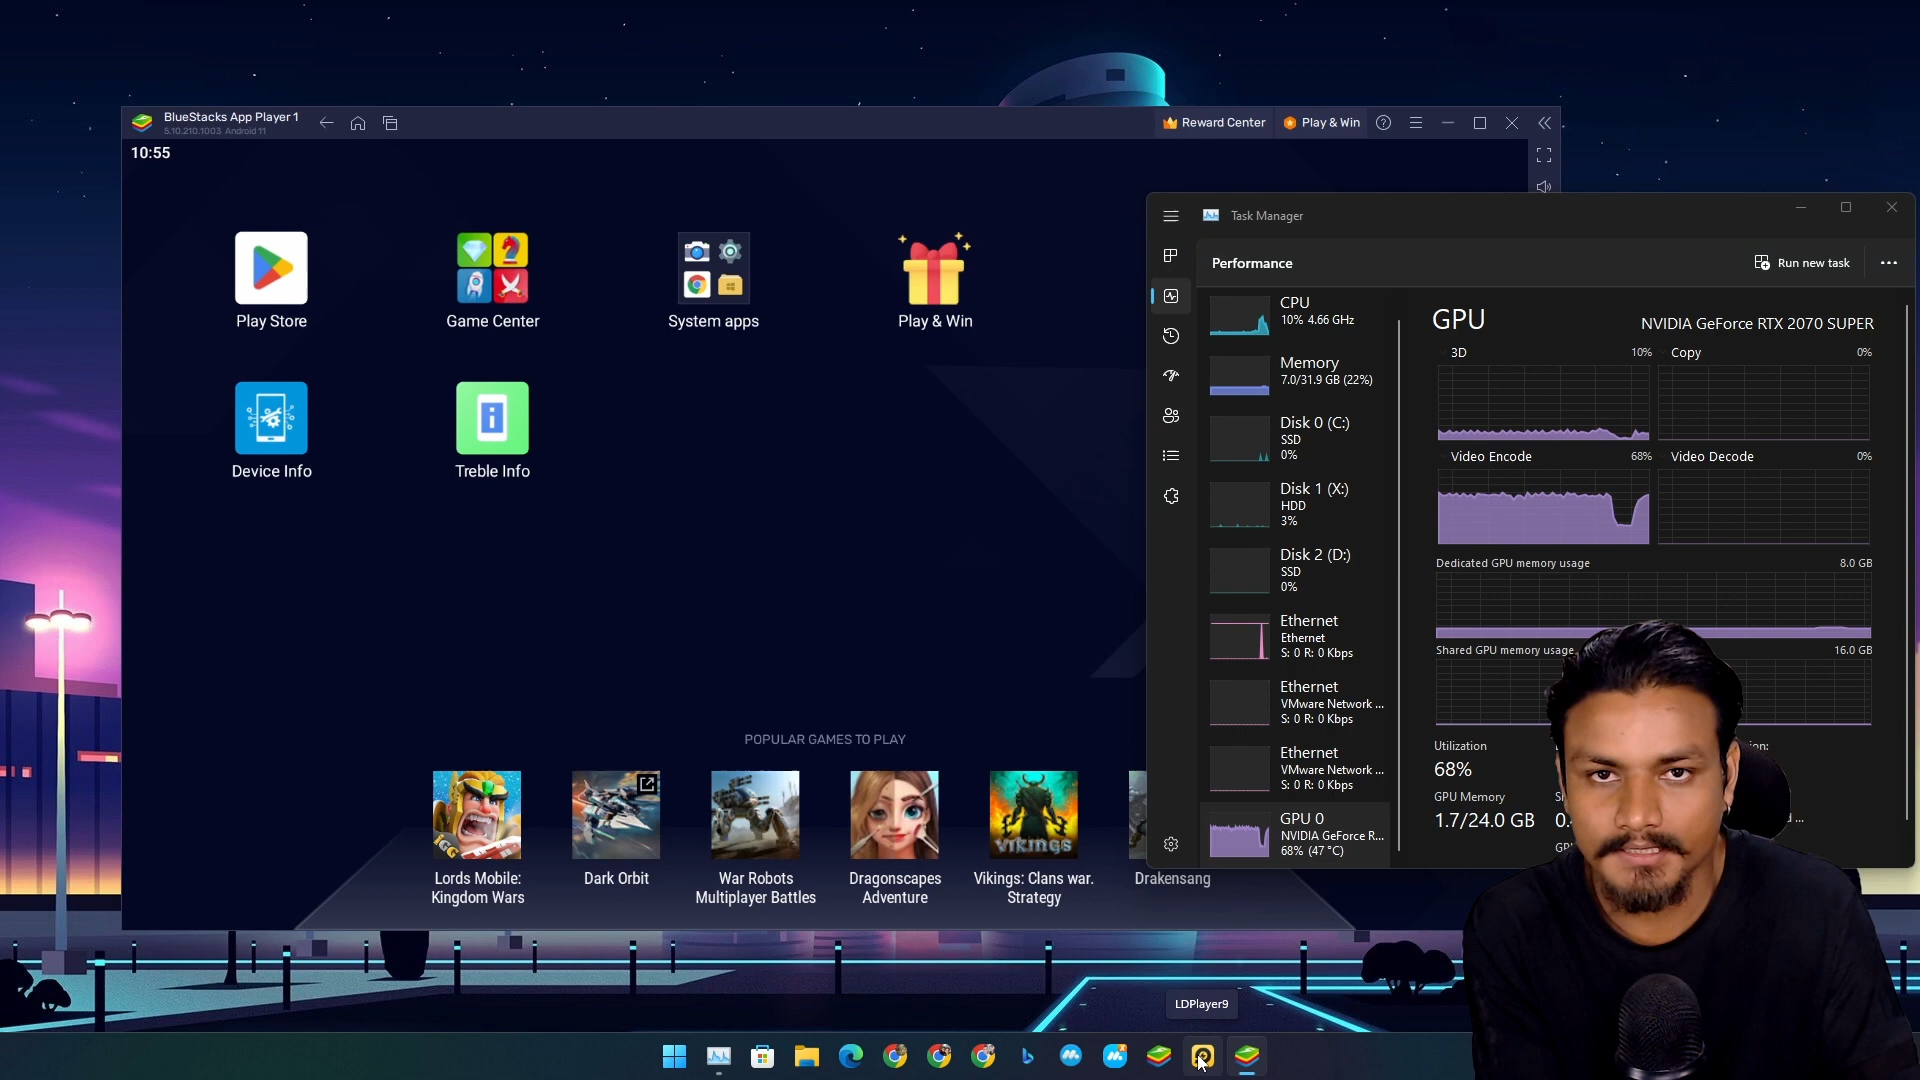 BlueStacks App Player 1
5.10.210.1003 Android 11
Reward Center
Play & Win
10:55
Play Store
Game Center
System apps
Play & Win
Device Info
Treble Info
POPULAR GAMES TO PLAY
IGG
VIKINGS
Lords Mobile:
Kingdom Wars
Dark Orbit
War Robots
Multiplayer Battles
Dragonscapes
Adventure
Vikings: Clans war.
Strategy
Drakensang
Task Manager
Performance
Run new task
CPU
10% 4.66 GHz
Memory
7.0/31.9 GB (22%)
Disk 0 (C:)
SSD
0%
Disk 1 (X:)
HDD
3%
Disk 2 (D:)
SSD
0%
Ethernet
Ethernet
S: 0 R: 0 Kbps
Ethernet
VMware Network ...
S: 0 R: 0 Kbps
Ethernet
VMware Network ...
S: 0 R: 0 Kbps
GPU 0
NVIDIA GeForce R...
68% (47 °C)
GPU
NVIDIA GeForce RTX 2070 SUPER
3D 10%
Copy 0%
Video Encode 68%
Video Decode 0%
Dedicated GPU memory usage 8.0 GB
Shared GPU memory usage 16.0 GB
Utilization
68%
GPU Memory
1.7/24.0 GB
LDPlayer9